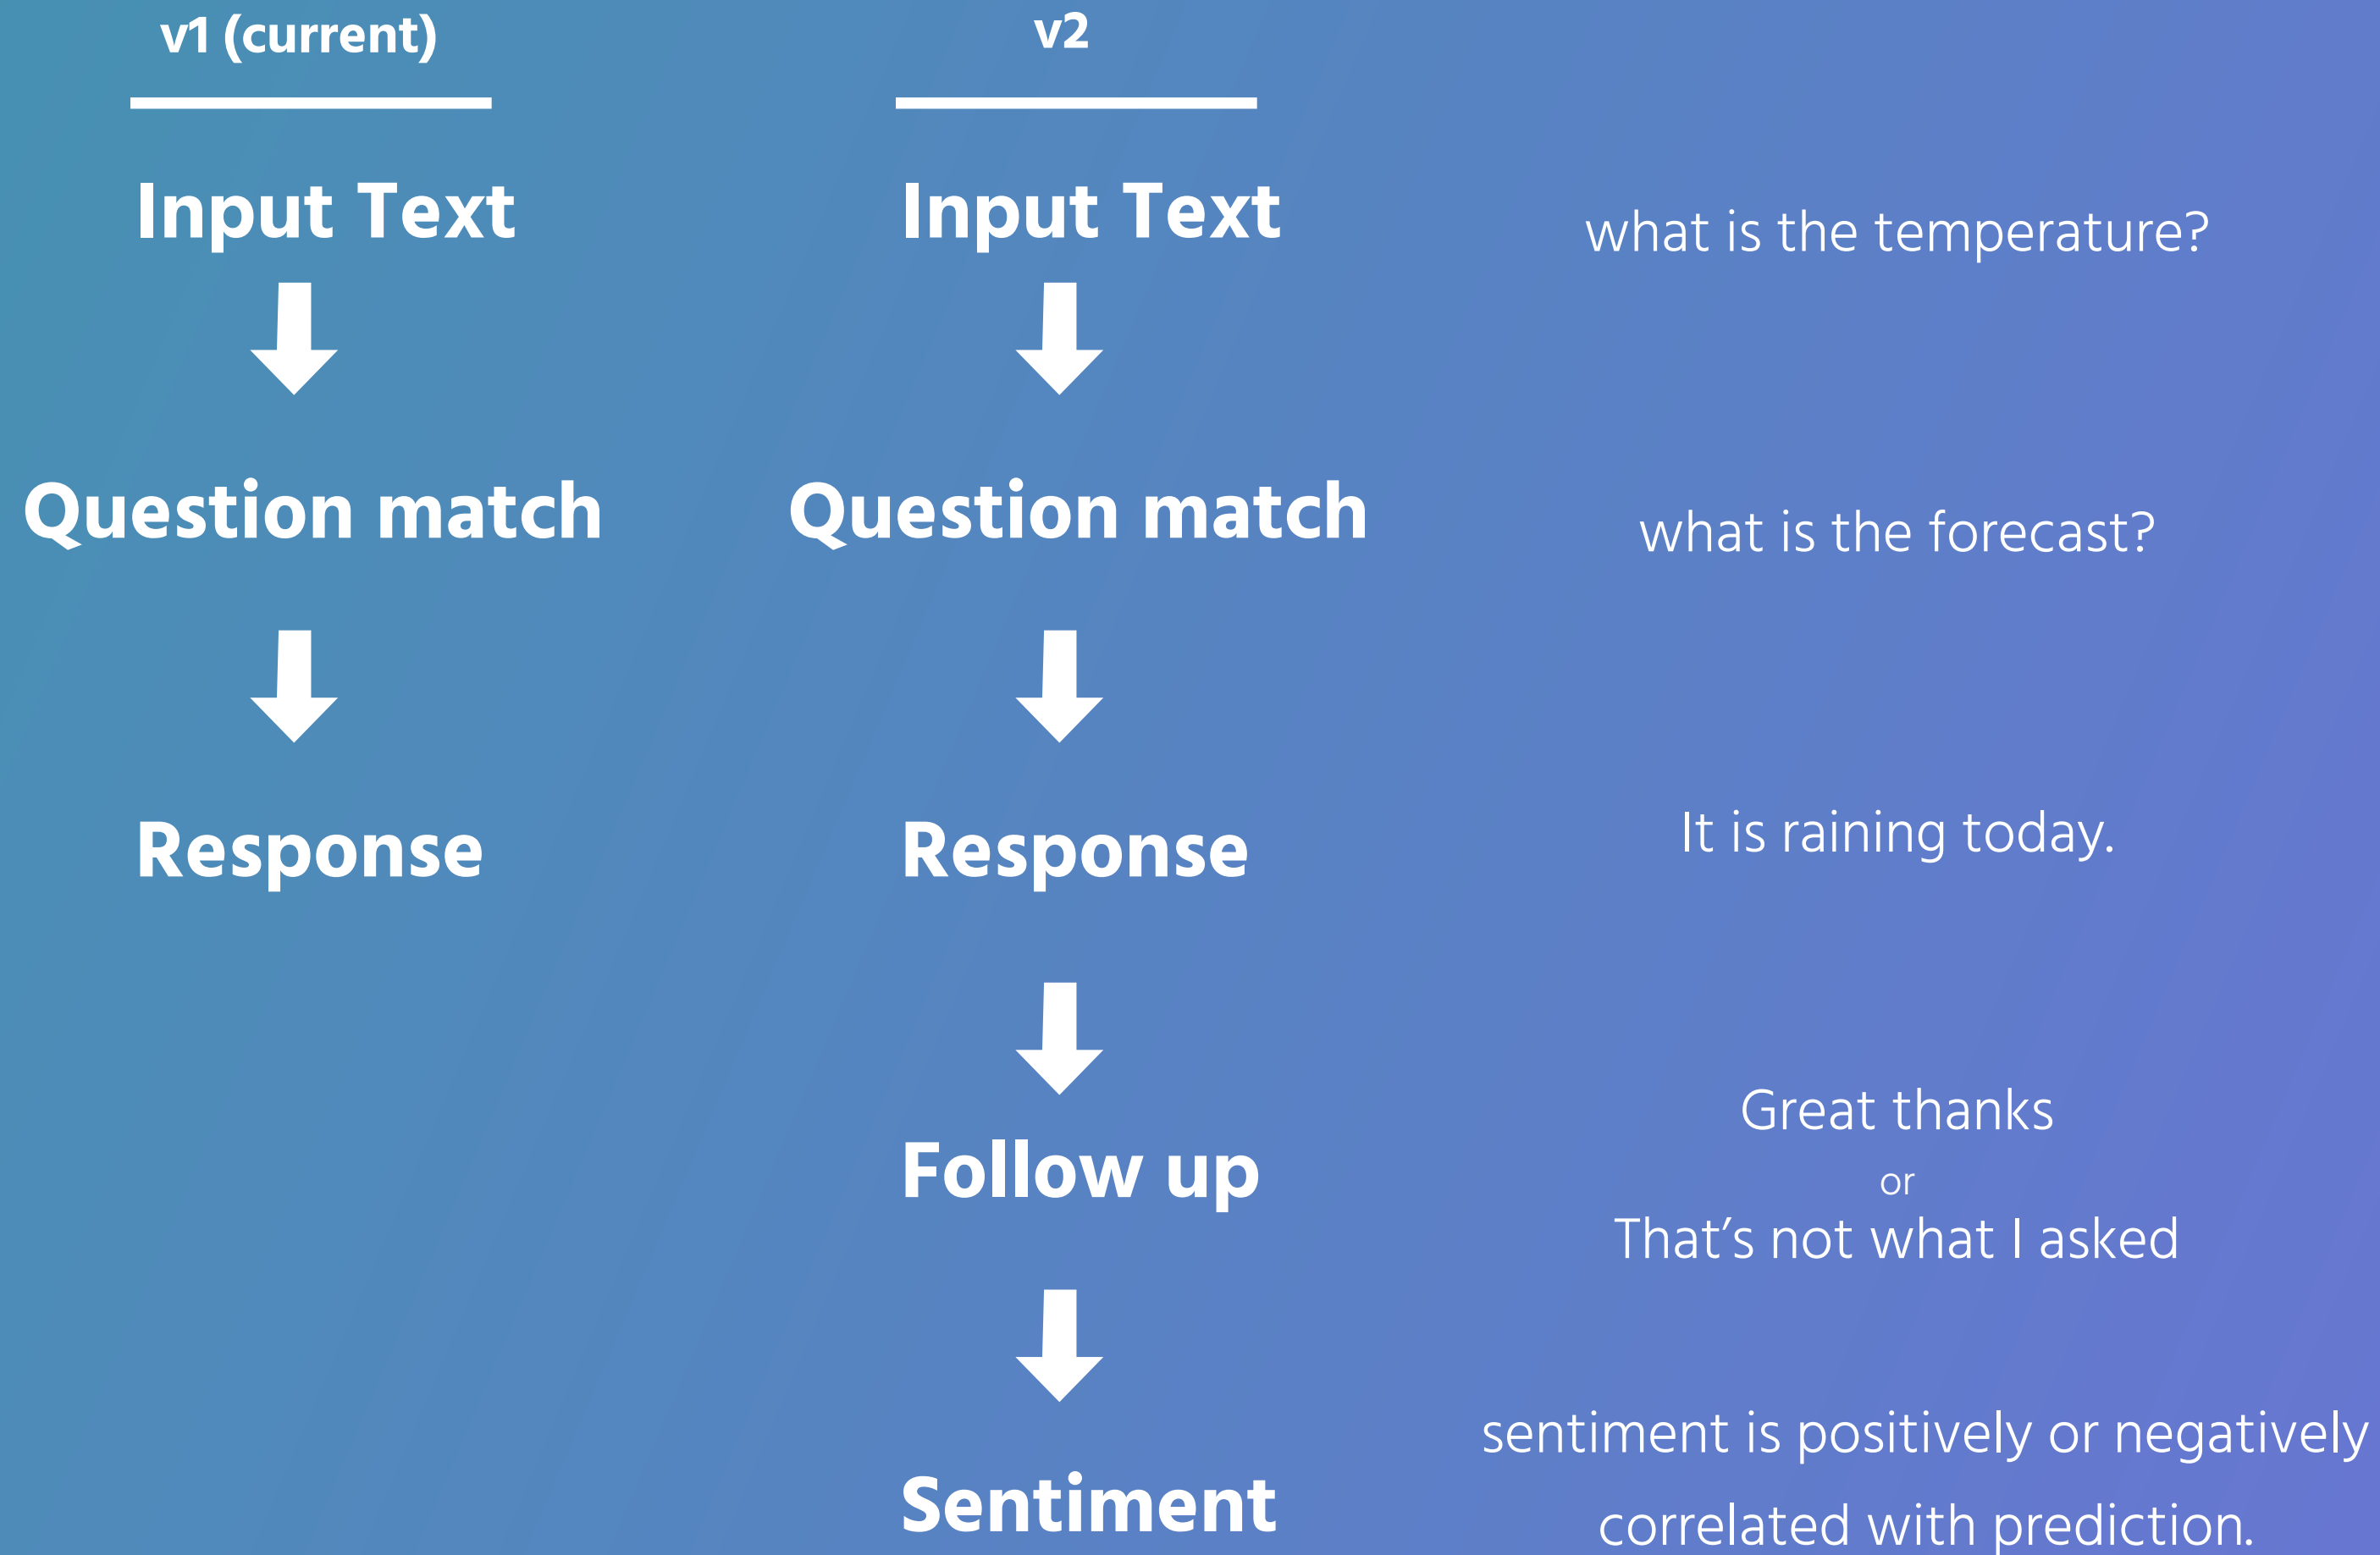 v1 (current)
v2
Input Text
Input Text
what is the temperature?
Question match
Question match
what is the forecast?
Response
Response
It is raining today.
Follow up
Great thanks
or
That's not what I asked
Sentiment
sentiment is positively or negatively
correlated with prediction.